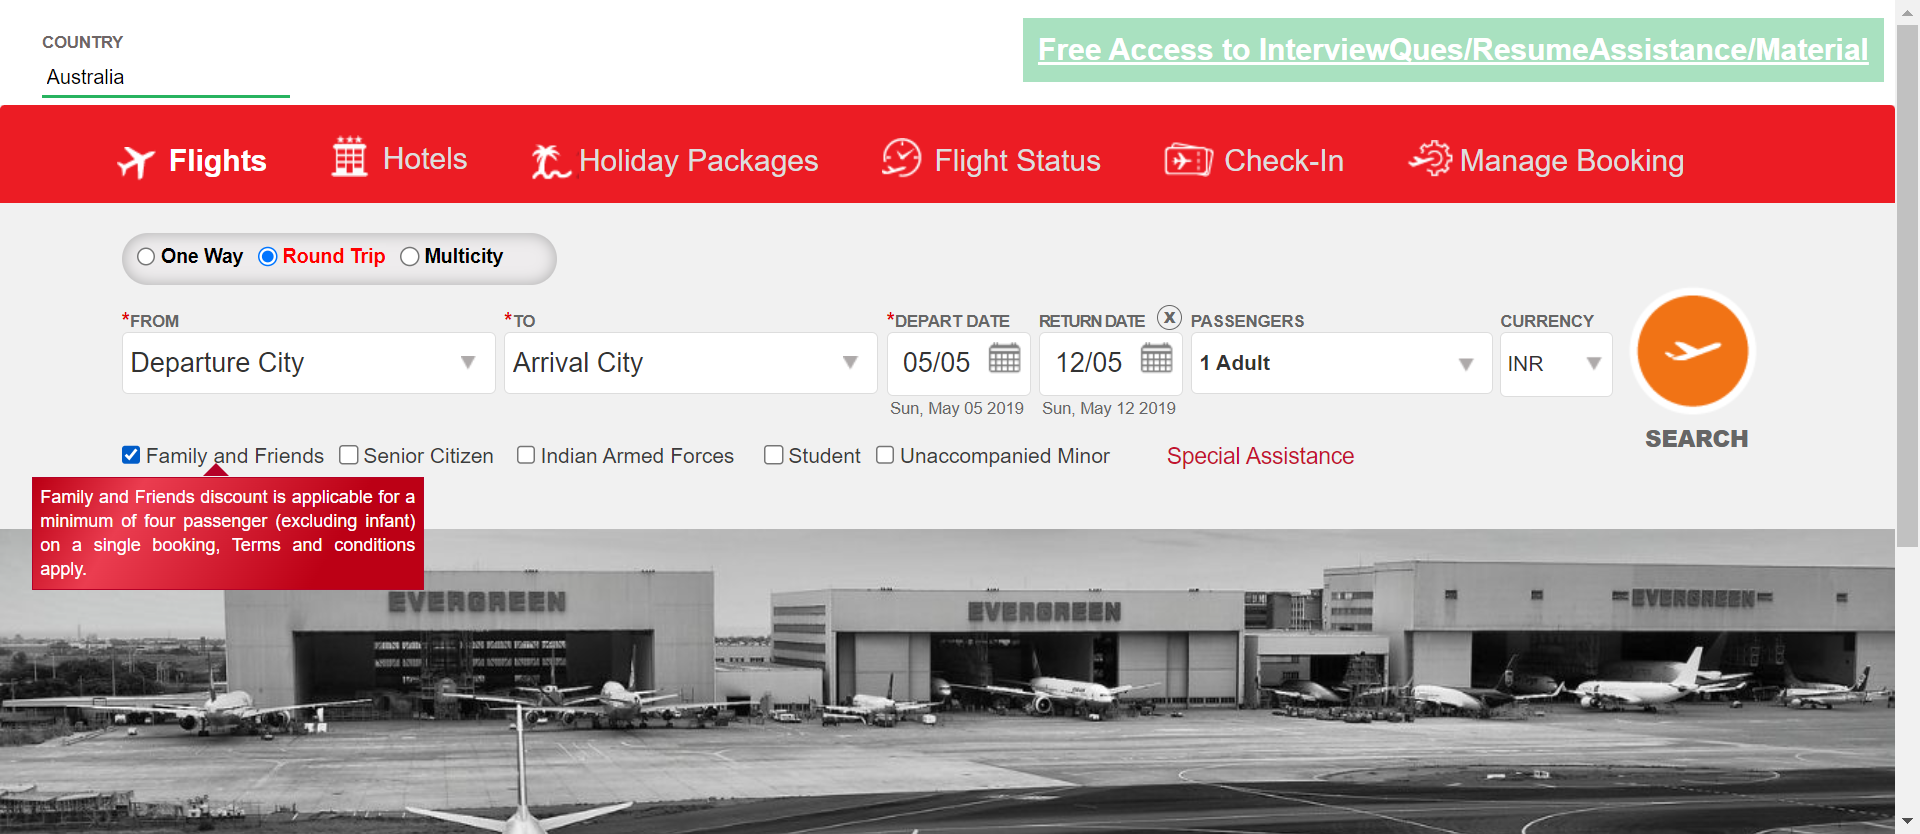 COUNTRY
Australia
Free Access to InterviewQues/ResumeAssistance/Material
Flights
Hotels
Holiday Packages
Flight Status
Check-In
Manage Booking
One Way
Round Trip
Multicity
*FROM
Departure City
*TO
Arrival City
*DEPART DATE
05/05
Sun, May 05 2019
RETURN DATE
X
12/05
Sun, May 12 2019
PASSENGERS
1 Adult
CURRENCY
INR
SEARCH
Family and Friends
Senior Citizen
Indian Armed Forces
Student
Unaccompanied Minor
Special Assistance
Family and Friends discount is applicable for a
minimum of four passenger (excluding infant)
on a single booking, Terms and conditions
apply.
EVERGREEN
EVERGREEN
EVERGREEN